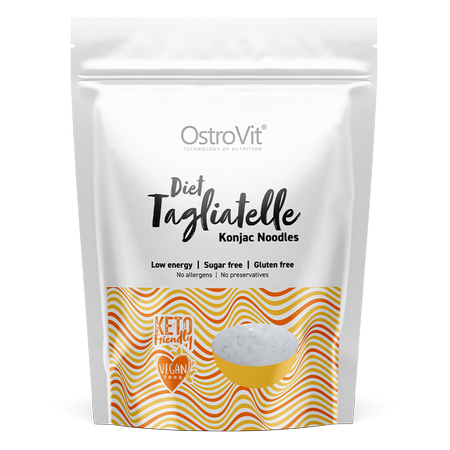 OstroVit®
TECHNOLOGY OF NUTRITION
Diet
Tagliatelle
Konjac Noodles
Low energy | Sugar free | Gluten free
No allergens | No preservatives
KETO
Friendly
VEGAN
FOOD